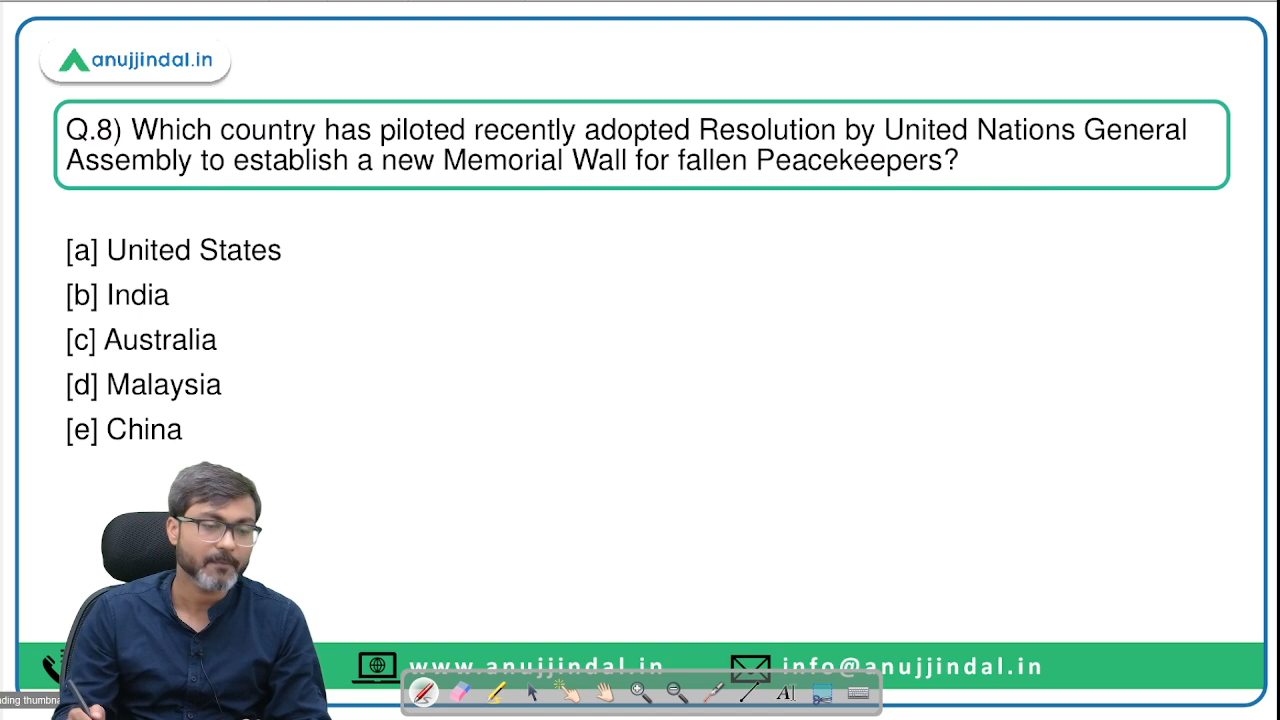 anujjindal.in
Q.8) Which country has piloted recently adopted Resolution by United Nations General
Assembly to establish a new Memorial Wall for fallen Peacekeepers?
[a] United States
[b] India
[c] Australia
[d] Malaysia
[e] China
www.anujjindal.in info@anujjindal.in
A